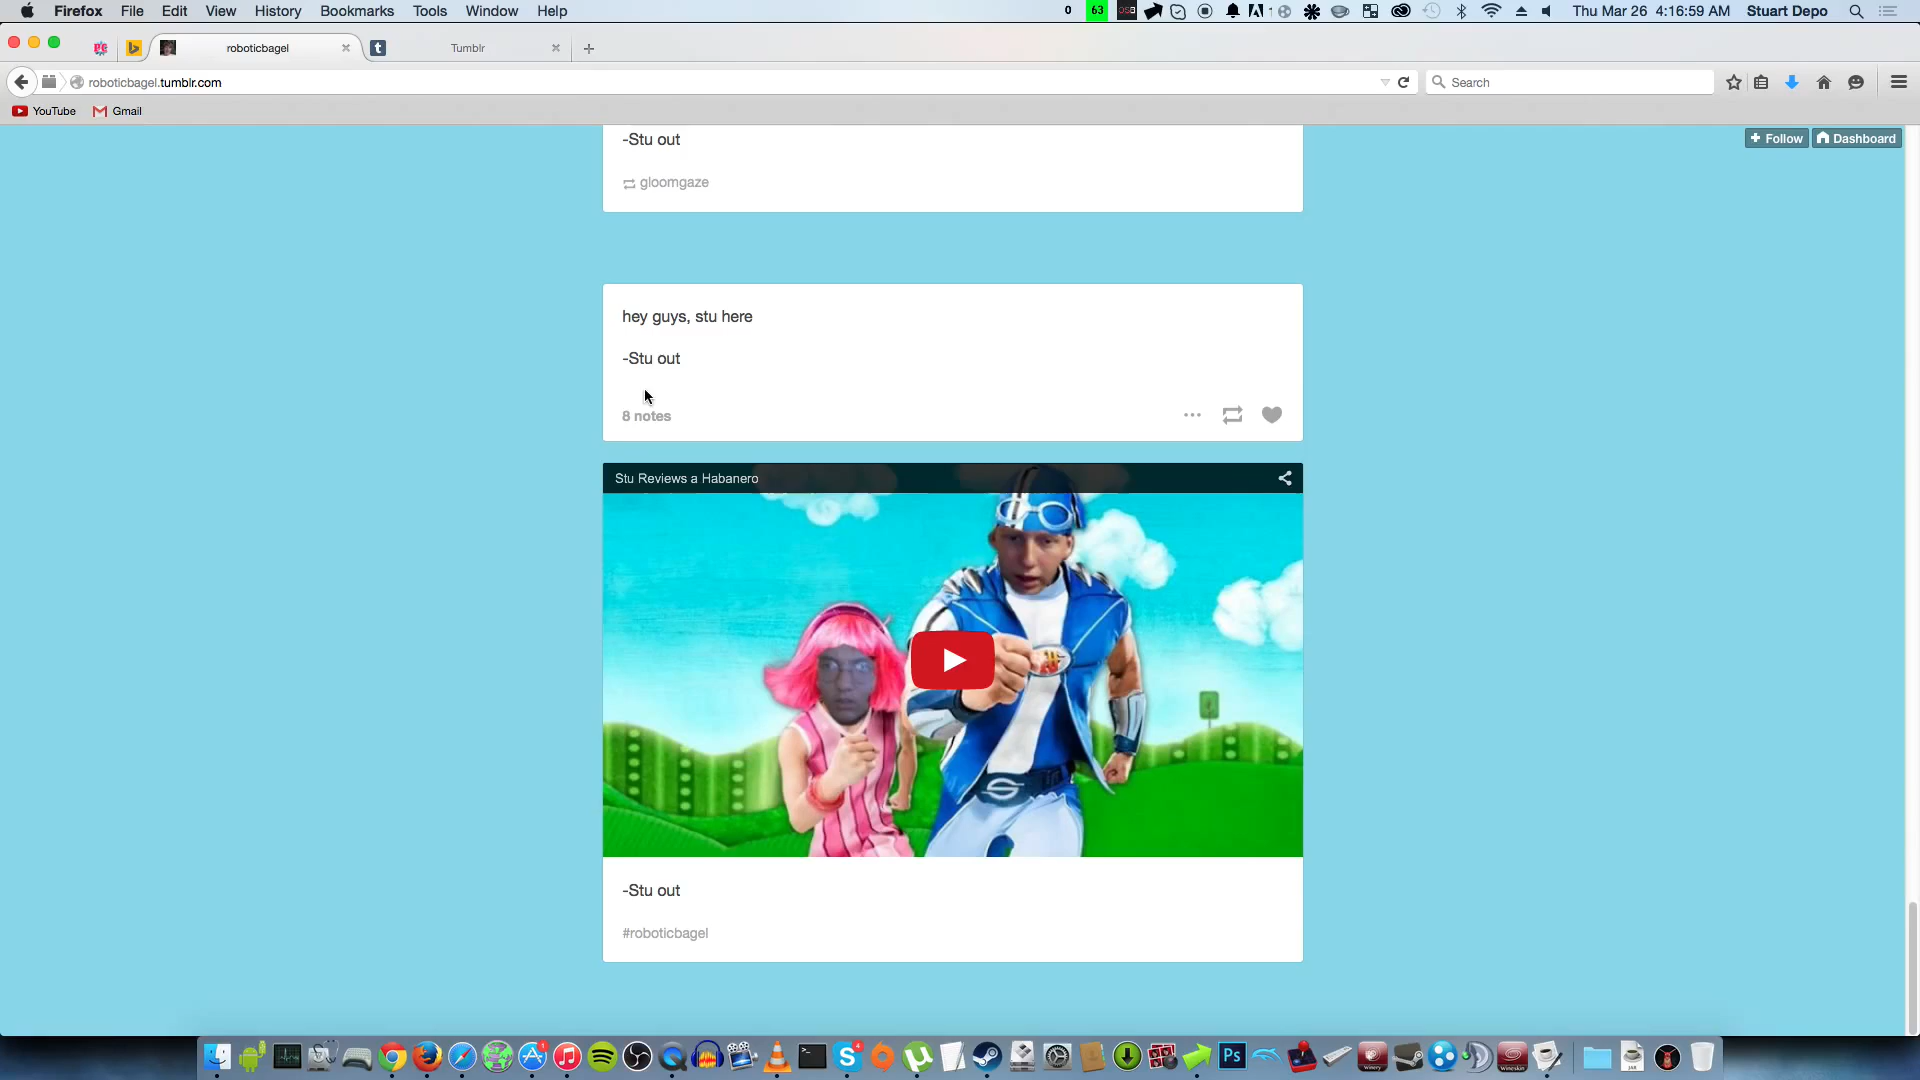 Firefox File Edit View History Bookmarks Tools Window Help 0 63 Thu Mar 26 4:16:59 AM Stuart Depo
roboticbagel Tumblr
roboticbagel.tumblr.com Search
YouTube Gmail
Follow Dashboard
-Stu out
gloomgaze
hey guys, stu here
-Stu out
8 notes
Stu Reviews a Habanero
-Stu out
#roboticbagel